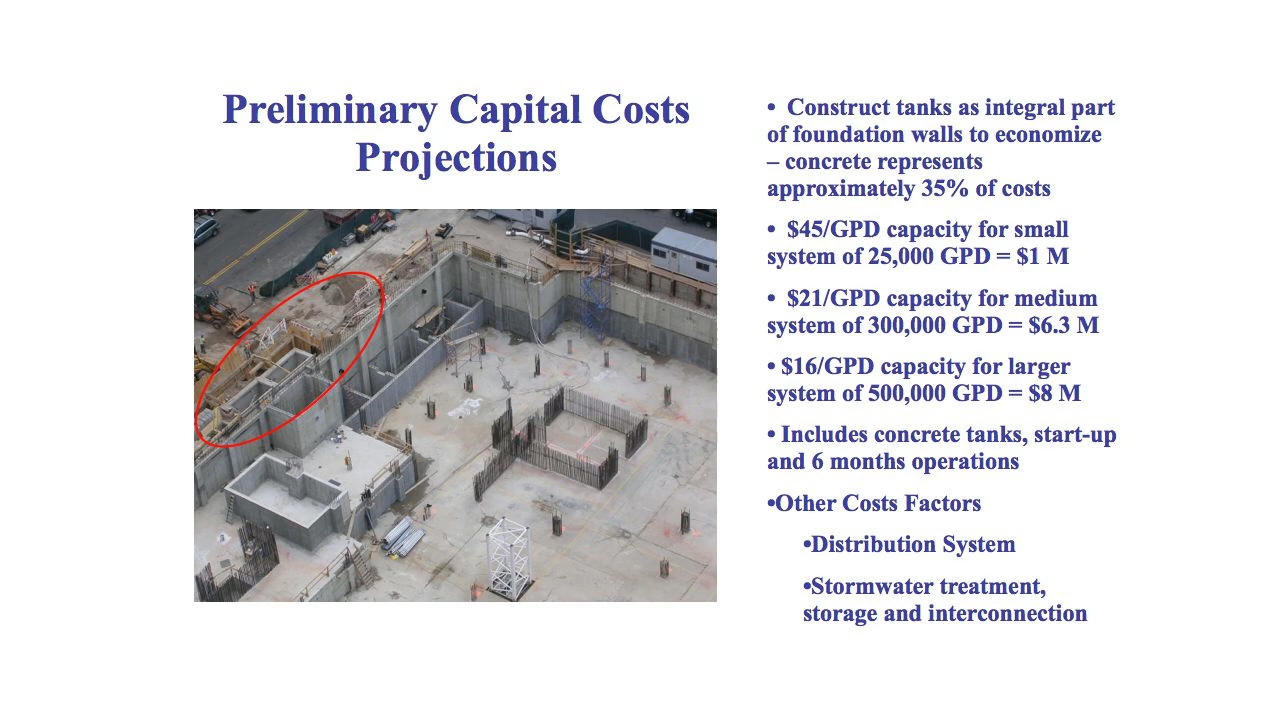 Preliminary Capital Costs
Projections
• Construct tanks as integral part
of foundation walls to economize
– concrete represents
approximately 35% of costs
• $45/GPD capacity for small
system of 25,000 GPD = $1 M
• $21/GPD capacity for medium
system of 300,000 GPD = $6.3 M
• $16/GPD capacity for larger
system of 500,000 GPD = $8 M
• Includes concrete tanks, start-up
and 6 months operations
•Other Costs Factors
•Distribution System
•Stormwater treatment,
storage and interconnection